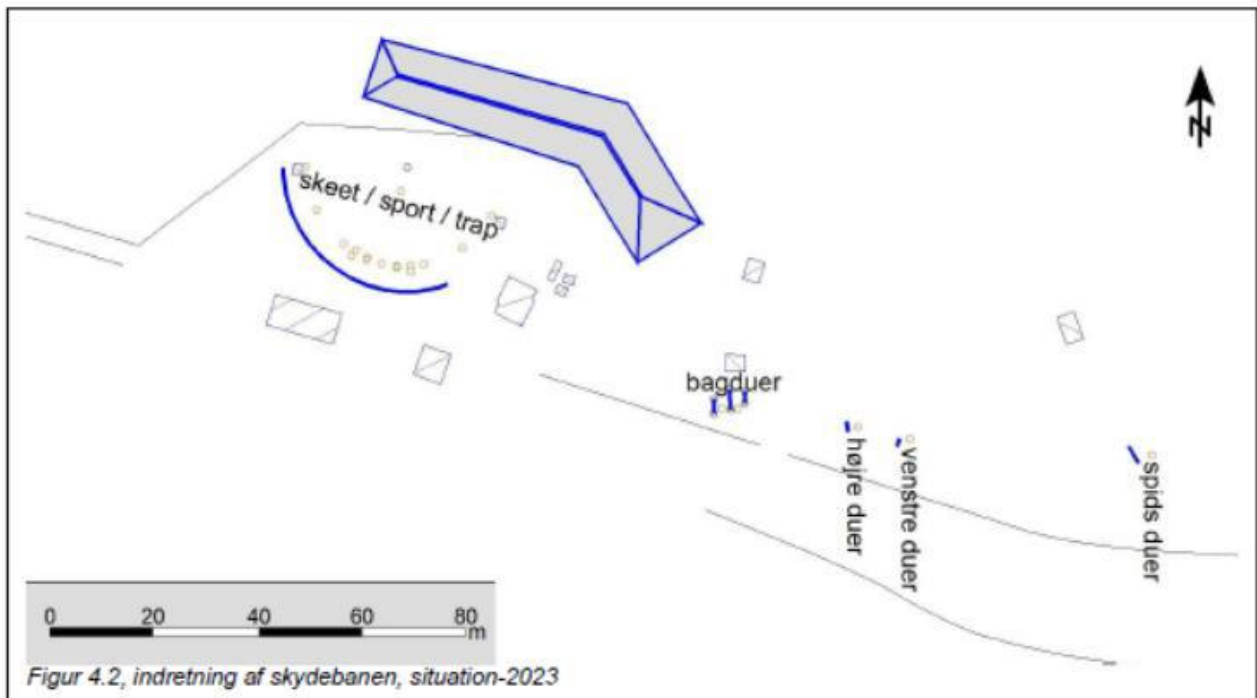 N
skeet / sport / trap
bagduer
højre duer
venstre duer
spids duer
0 20 40 60 80
m
Figur 4.2, indretning af skydebanen, situation-2023